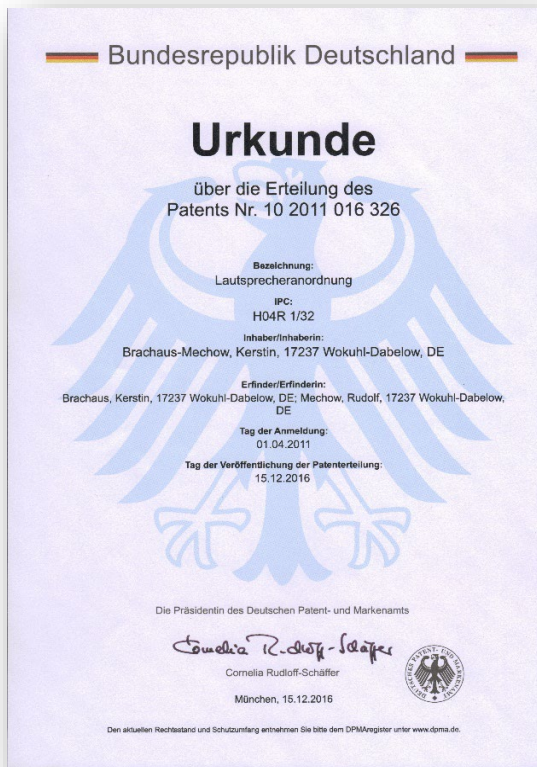 Bundesrepublik Deutschland
Urkunde
über die Erteilung des
Patents Nr. 10 2011 016 326
Bezeichnung:
Lautsprecheranordnung
IPC:
H04R 1/32
Inhaber/Inhaberin:
Brachaus-Mechow, Kerstin, 17237 Wokuhl-Dabelow, DE
Erfinder/Erfinderin:
Brachaus, Kerstin, 17237 Wokuhl-Dabelow, DE; Mechow, Rudolf, 17237 Wokuhl-Dabelow,
DE
Tag der Anmeldung:
01.04.2011
Tag der Veröffentlichung der Patenterteilung:
15.12.2016
Die Präsidentin des Deutschen Patent- und Markenamts
Cornelia Rudloff-Schäffer
Cornelia Rudloff-Schäffer
DEUTSCHES PATENT- UND MARKENAMT
München, 15.12.2016
Den aktuellen Rechtsstand und Schutzumfang entnehmen Sie bitte dem DPMAregister unter www.dpma.de.